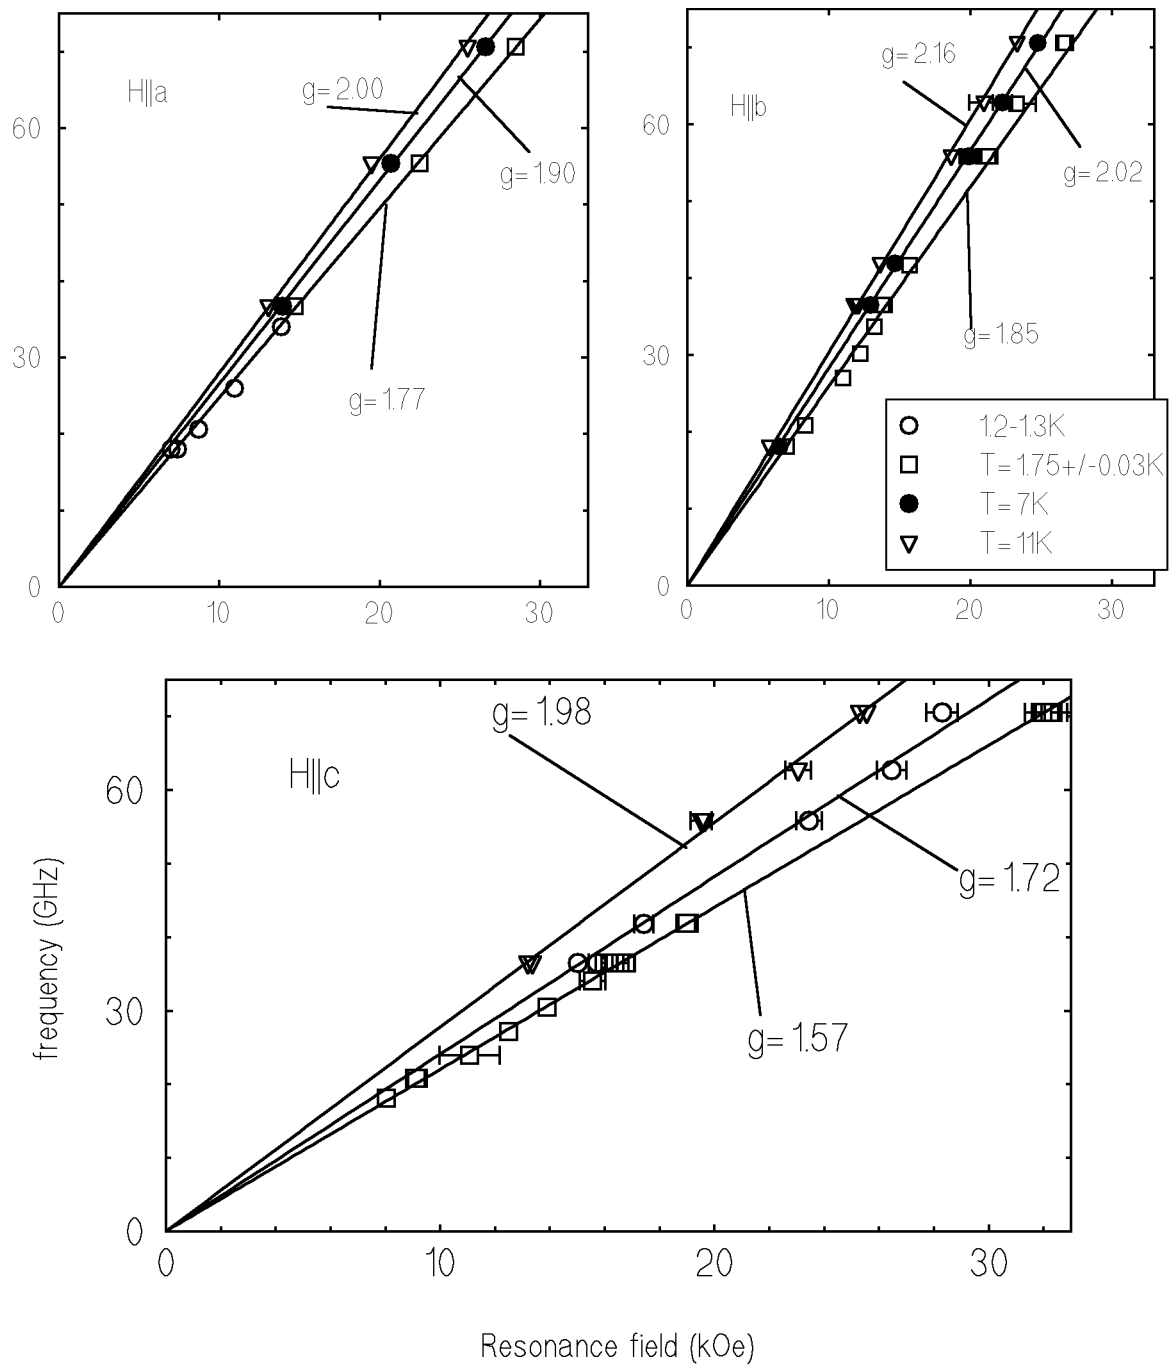 H||a
g=2.00
g=1.90
g=1.77
60
30
0
0 10 20 30
H||b
g=2.16
g=2.02
g=1.85
60
30
0
0 10 20 30
1.2-1.3K
T=1.75+/-0.03K
T=7K
T=11K
H||c
g=1.98
g=1.72
g=1.57
60
30
0
0 10 20 30
frequency (GHz)
Resonance field (kOe)